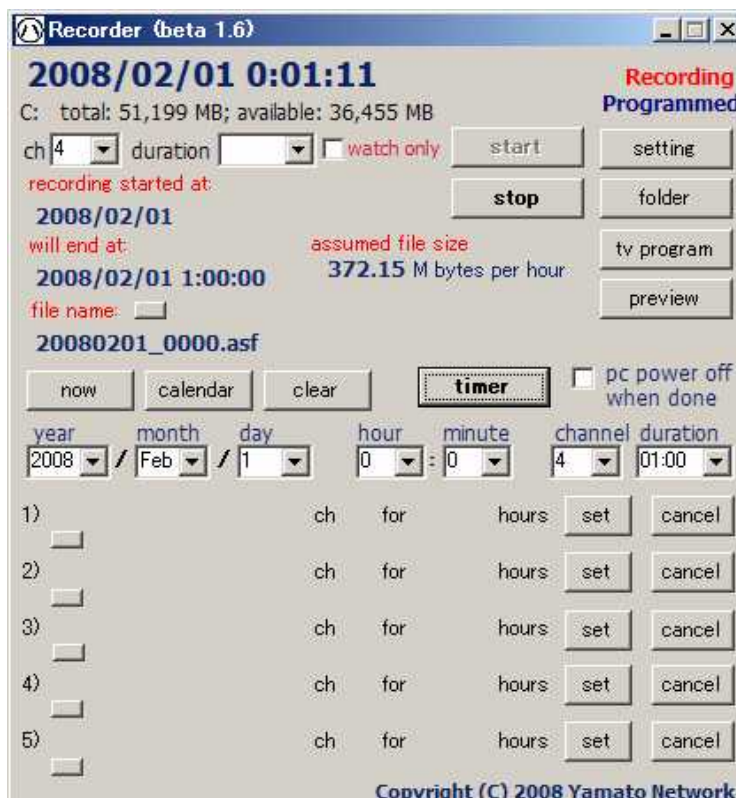 Recorder (beta 1.6)
2008/02/01 0:01:11
Recording
C: total: 51,199 MB; available: 36,455 MB
Programmed
ch 4 duration watch only start setting
recording started at:
stop folder
2008/02/01
will end at: assumed file size tv program
2008/02/01 1:00:00 372.15 M bytes per hour
file name: preview
20080201_0000.asf
now calendar clear timer pc power off when done
year month day hour minute channel duration
2008 / Feb / 1 0 : 0 4 01:00
1) ch for hours set cancel
2) ch for hours set cancel
3) ch for hours set cancel
4) ch for hours set cancel
5) ch for hours set cancel
Copyright (C) 2008 Yamato Network